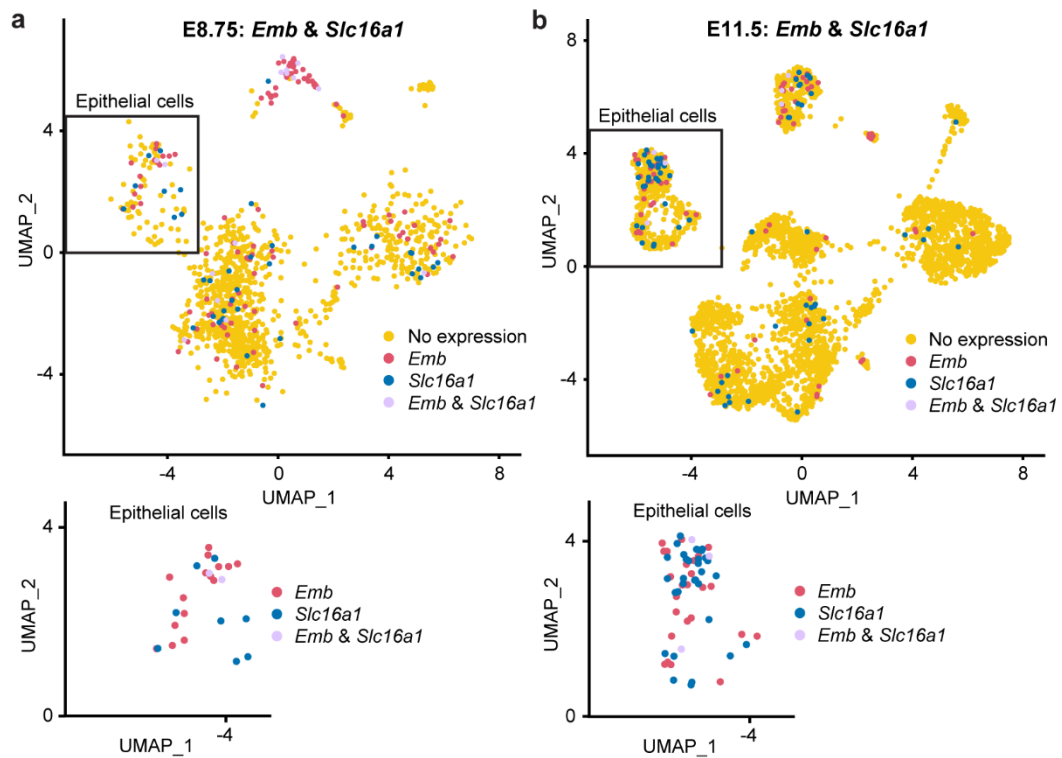 a
E8.75: Emb & Slc16a1
Epithelial cells
4
0
-4
UMAP_2
-4
0
4
8
UMAP_1
No expression
Emb
Slc16a1
Emb & Slc16a1
Epithelial cells
4
0
UMAP_2
-4
UMAP_1
Emb
Slc16a1
Emb & Slc16a1
b
E11.5: Emb & Slc16a1
8
Epithelial cells
4
0
-4
UMAP_2
-4
0
4
8
UMAP_1
No expression
Emb
Slc16a1
Emb & Slc16a1
Epithelial cells
4
0
UMAP_2
-4
UMAP_1
Emb
Slc16a1
Emb & Slc16a1